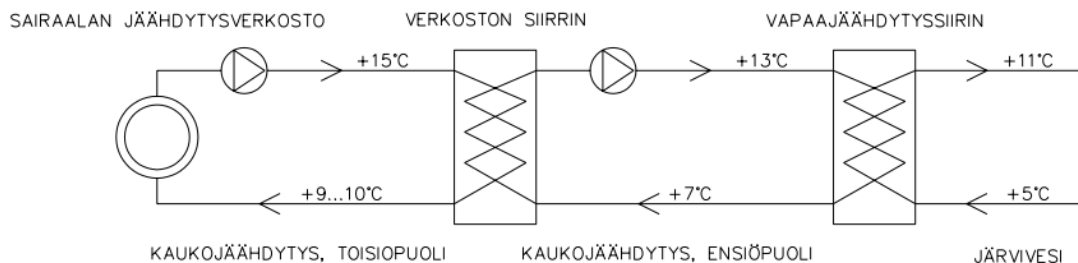 SAIRAALAN JÄÄHDYTYSVERKOSTO VERKOSTON SIIRRIN VAPAAJÄÄHDYTYSSIIRIN
+15°C +13°C +11°C
+9...10°C +7°C +5°C
KAUKOJÄÄHDYTYS, TOISIOPUOLI KAUKOJÄÄHDYTYS, ENSIÖPUOLI JÄRVIVESI